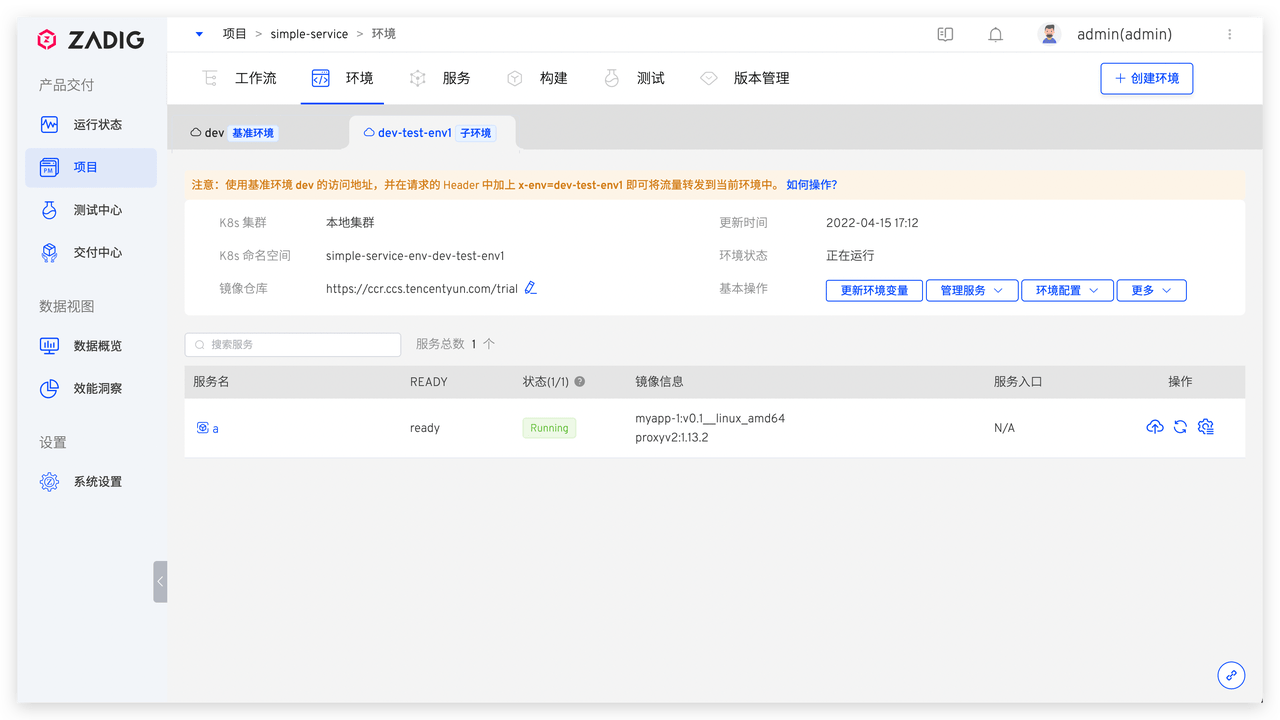 ZADIG
产品交付
运行状态
项目
测试中心
交付中心
数据视图
数据概览
效能洞察
设置
系统设置
项目 > simple-service > 环境
admin(admin)
工作流 环境 服务 构建 测试 版本管理
+ 创建环境
dev 基准环境 dev-test-env1 子环境
注意：使用基准环境 dev 的访问地址，并在请求的 Header 中加上 x-env=dev-test-env1 即可将流量转发到当前环境中。 如何操作?
K8s 集群 本地集群 更新时间 2022-04-15 17:12
K8s 命名空间 simple-service-env-dev-test-env1 环境状态 正在运行
镜像仓库 https://ccr.ccs.tencentyun.com/trial 基本操作 更新环境变量 管理服务 环境配置 更多
搜索服务 服务总数 1 个
服务名 READY 状态(1/1) 镜像信息 服务入口 操作
a ready Running myapp-1:v0.1__linux_amd64 N/A
proxyv2:1.13.2